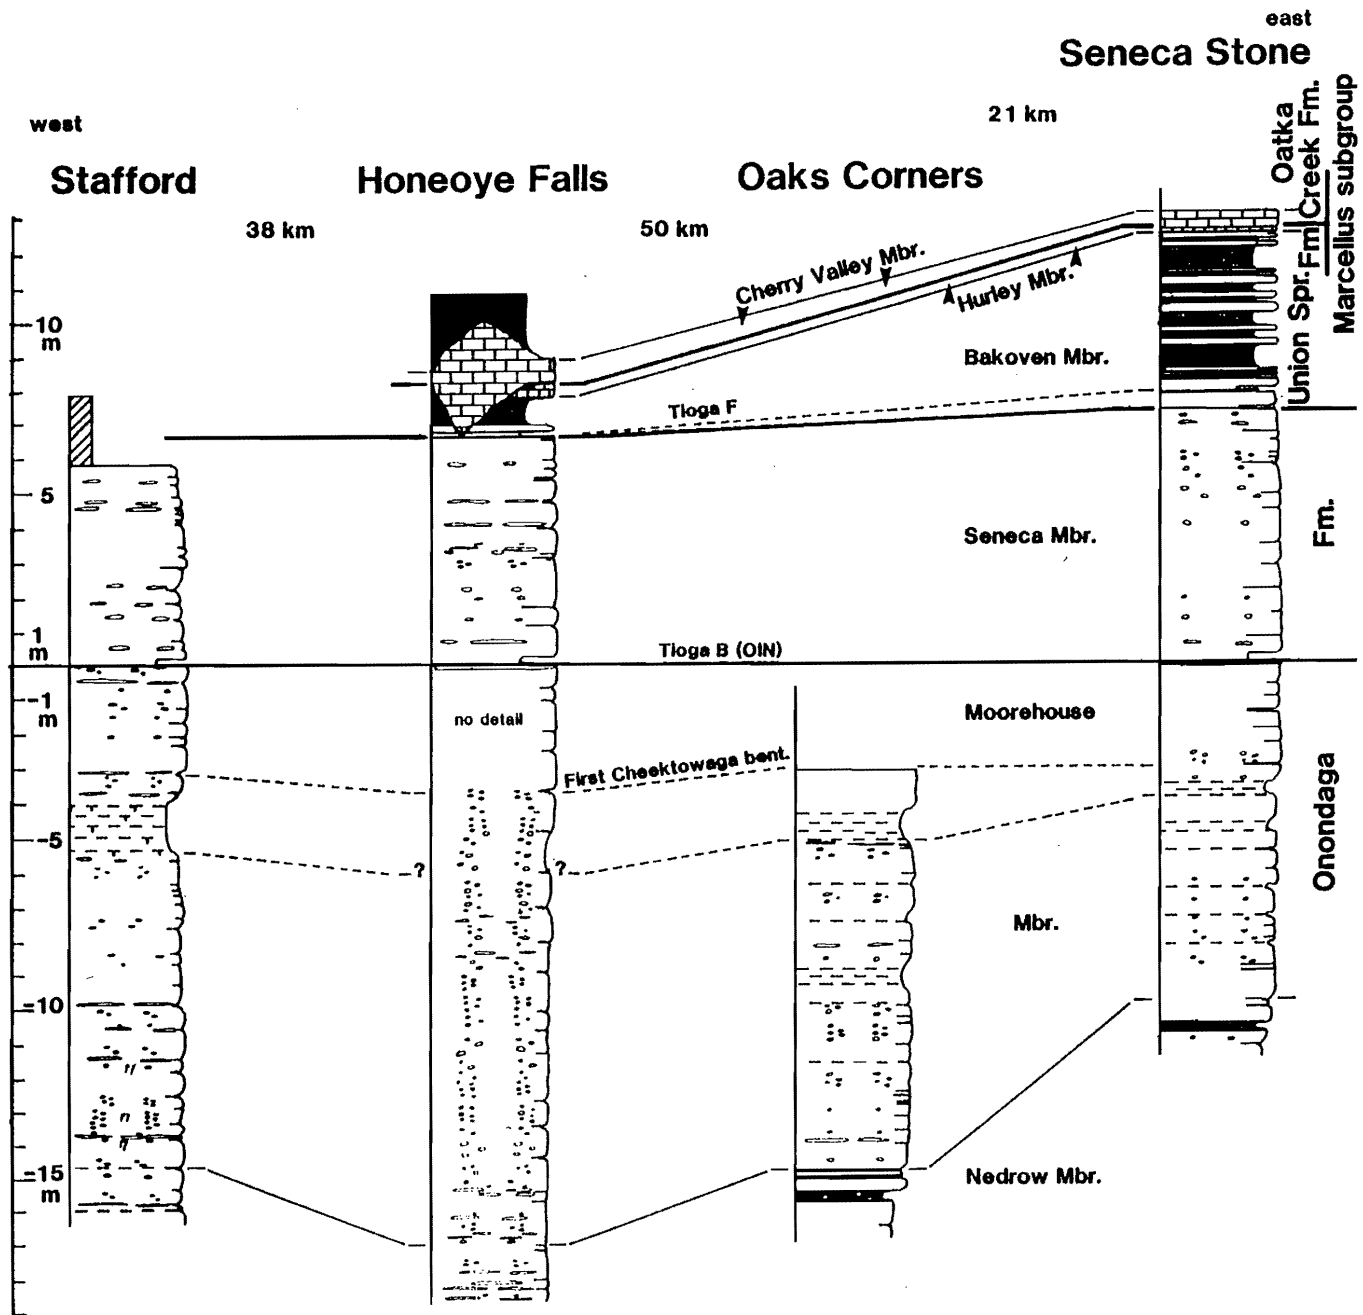 east
Seneca Stone
21 km
west
Stafford
Honeoye Falls
Oaks Corners
38 km
50 km
Oatka
Creek Fm.
Marcellus subgroup
Union Spr. Fm
Cherry Valley Mbr.
Hurley Mbr.
10
m
Bakoven Mbr.
Tioga F
5
Seneca Mbr.
Fm.
1
m
Tioga B (OIN)
-1
m
no detail
Moorehouse
First Cheektowaga bent.
-5
?
?
Onondaga
Mbr.
-10
n
-15
m
Nedrow Mbr.